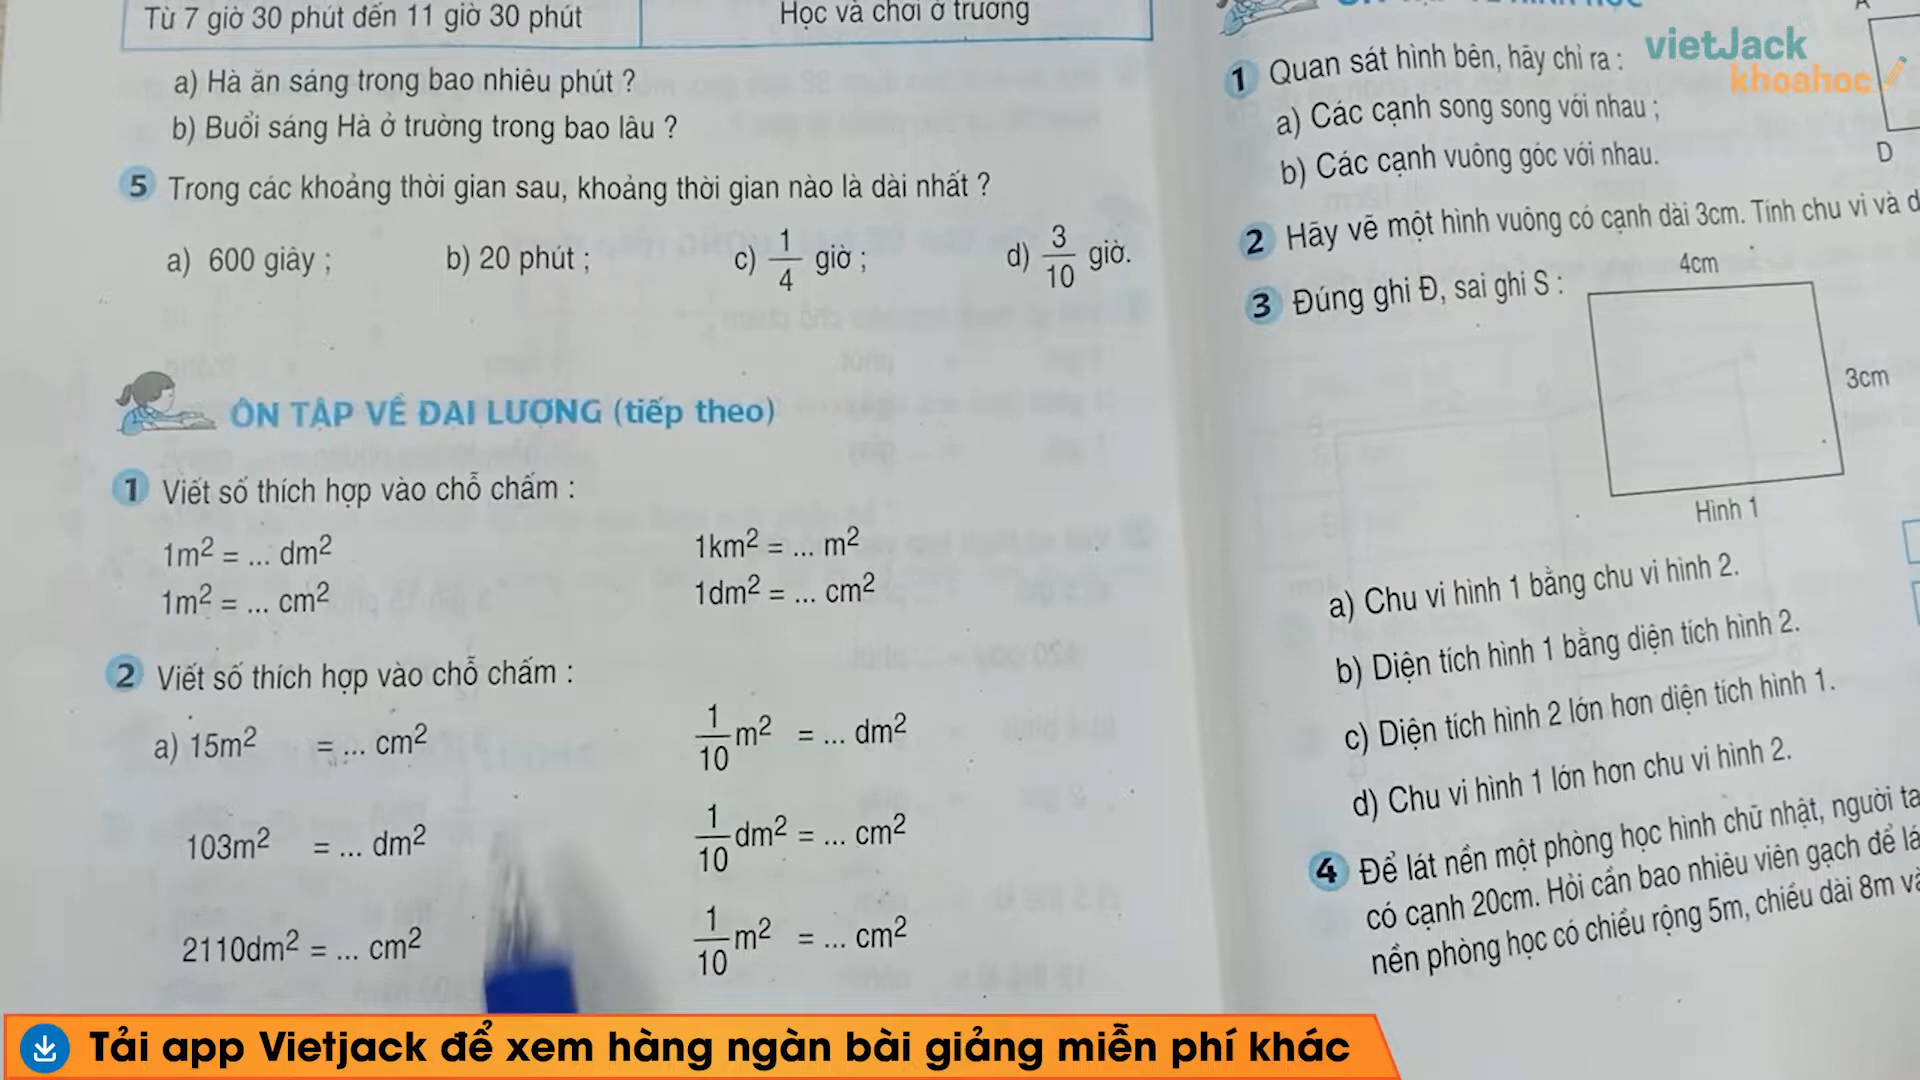 Từ 7 giờ 30 phút đến 11 giờ 30 phút
Học và chơi ở trường
a) Hà ăn sáng trong bao nhiêu phút ?
b) Buổi sáng Hà ở trường trong bao lâu ?
5 Trong các khoảng thời gian sau, khoảng thời gian nào là dài nhất ?
a) 600 giây ; b) 20 phút ; c) 1/4 giờ ; d) 3/10 giờ.
ÔN TẬP VỀ ĐẠI LƯỢNG (tiếp theo)
1 Viết số thích hợp vào chỗ chấm :
1m² = ... dm² 1km² = ... m²
1m² = ... cm² 1dm² = ... cm²
2 Viết số thích hợp vào chỗ chấm :
a) 15m² = ... cm² 1/10 m² = ... dm²
103m² = ... dm² 1/10 dm² = ... cm²
2110dm² = ... cm² 1/10 m² = ... cm²
1 Quan sát hình bên, hãy chỉ ra :
a) Các cạnh song song với nhau ;
b) Các cạnh vuông góc với nhau.
A
D
2 Hãy vẽ một hình vuông có cạnh dài 3cm. Tính chu vi và
3 Đúng ghi Đ, sai ghi S :
4cm
3cm
Hình 1
a) Chu vi hình 1 bằng chu vi hình 2.
b) Diện tích hình 1 bằng diện tích hình 2.
c) Diện tích hình 2 lớn hơn diện tích hình 1.
d) Chu vi hình 1 lớn hơn chu vi hình 2.
4 Để lát nền một phòng học hình chữ nhật, người ta
có cạnh 20cm. Hỏi cần bao nhiêu viên gạch để
nền phòng học có chiều rộng 5m, chiều dài 8m
vietJack
khoahoc
Tải app Vietjack để xem hàng ngàn bài giảng miễn phí khác